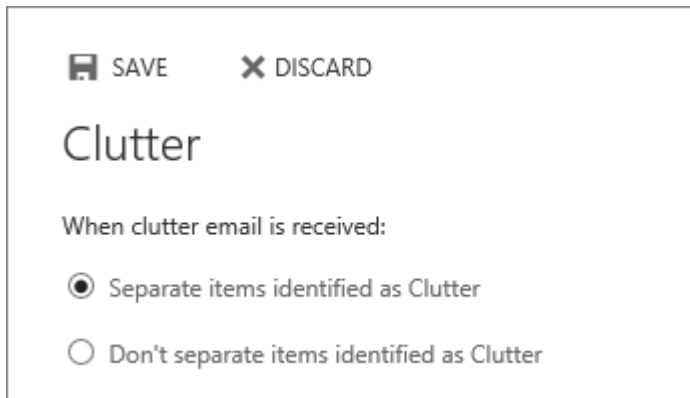 SAVE DISCARD
Clutter
When clutter email is received:
Separate items identified as Clutter
Don't separate items identified as Clutter